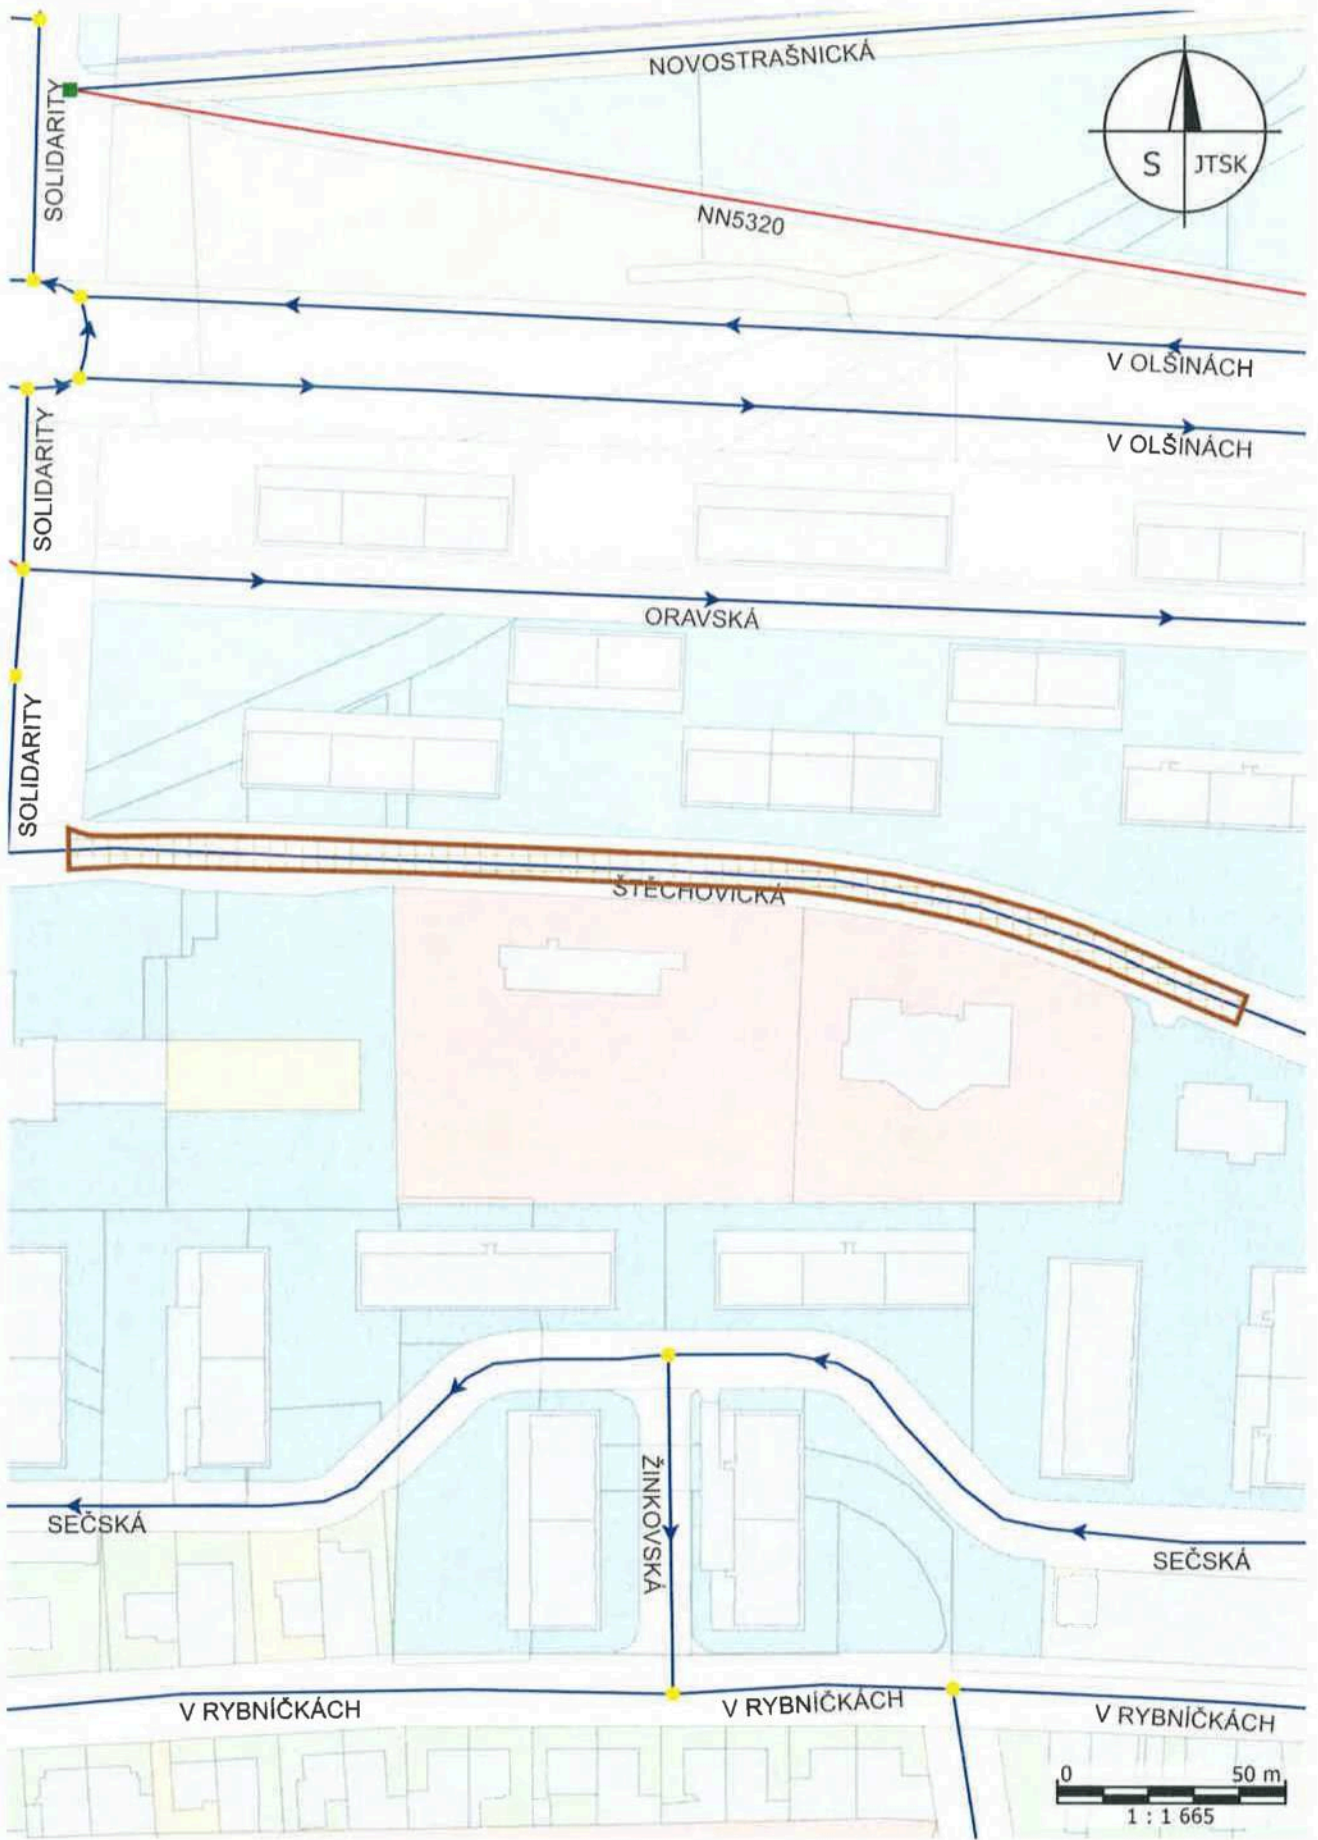 NOVOSTRAŠNICKÁ
SOLIDARITY
S JTSK
NN5320
V OLŠINÁCH
V OLŠINÁCH
SOLIDARITY
ORAVSKÁ
SOLIDARITY
ŠTĚCHOVICKÁ
ŽINKOVSKÁ
SEČSKÁ
SEČSKÁ
V RYBNÍČKÁCH
V RYBNÍČKÁCH
V RYBNÍČKÁCH
0 50 m
1 : 1 665